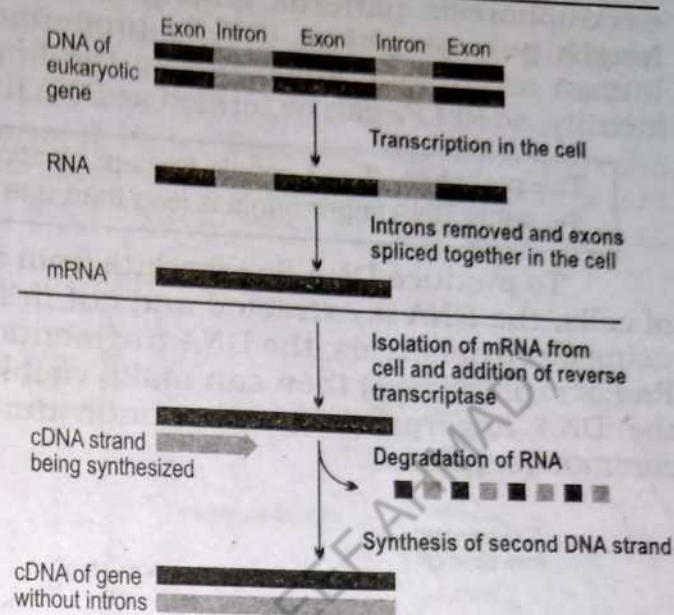 Exon Intron Exon Intron Exon
DNA of
eukaryotic
gene
Transcription in the cell
RNA
Introns removed and exons
spliced together in the cell
mRNA
Isolation of mRNA from
cell and addition of reverse
transcriptase
cDNA strand
being synthesized
Degradation of RNA
Synthesis of second DNA strand
cDNA of gene
without introns
AHMADY